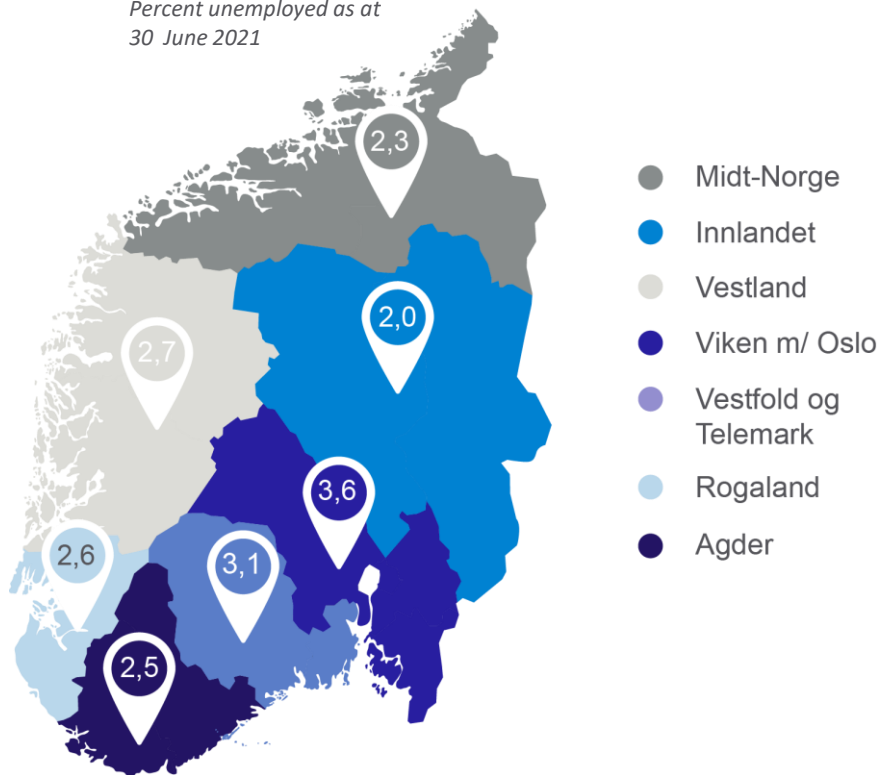 Percent unemployed as at
30 June 2021
2,3
2,0
2,7
3,6
2,6
3,1
2,5
Midt-Norge
Innlandet
Vestland
Viken m/ Oslo
Vestfold og
Telemark
Rogaland
Agder